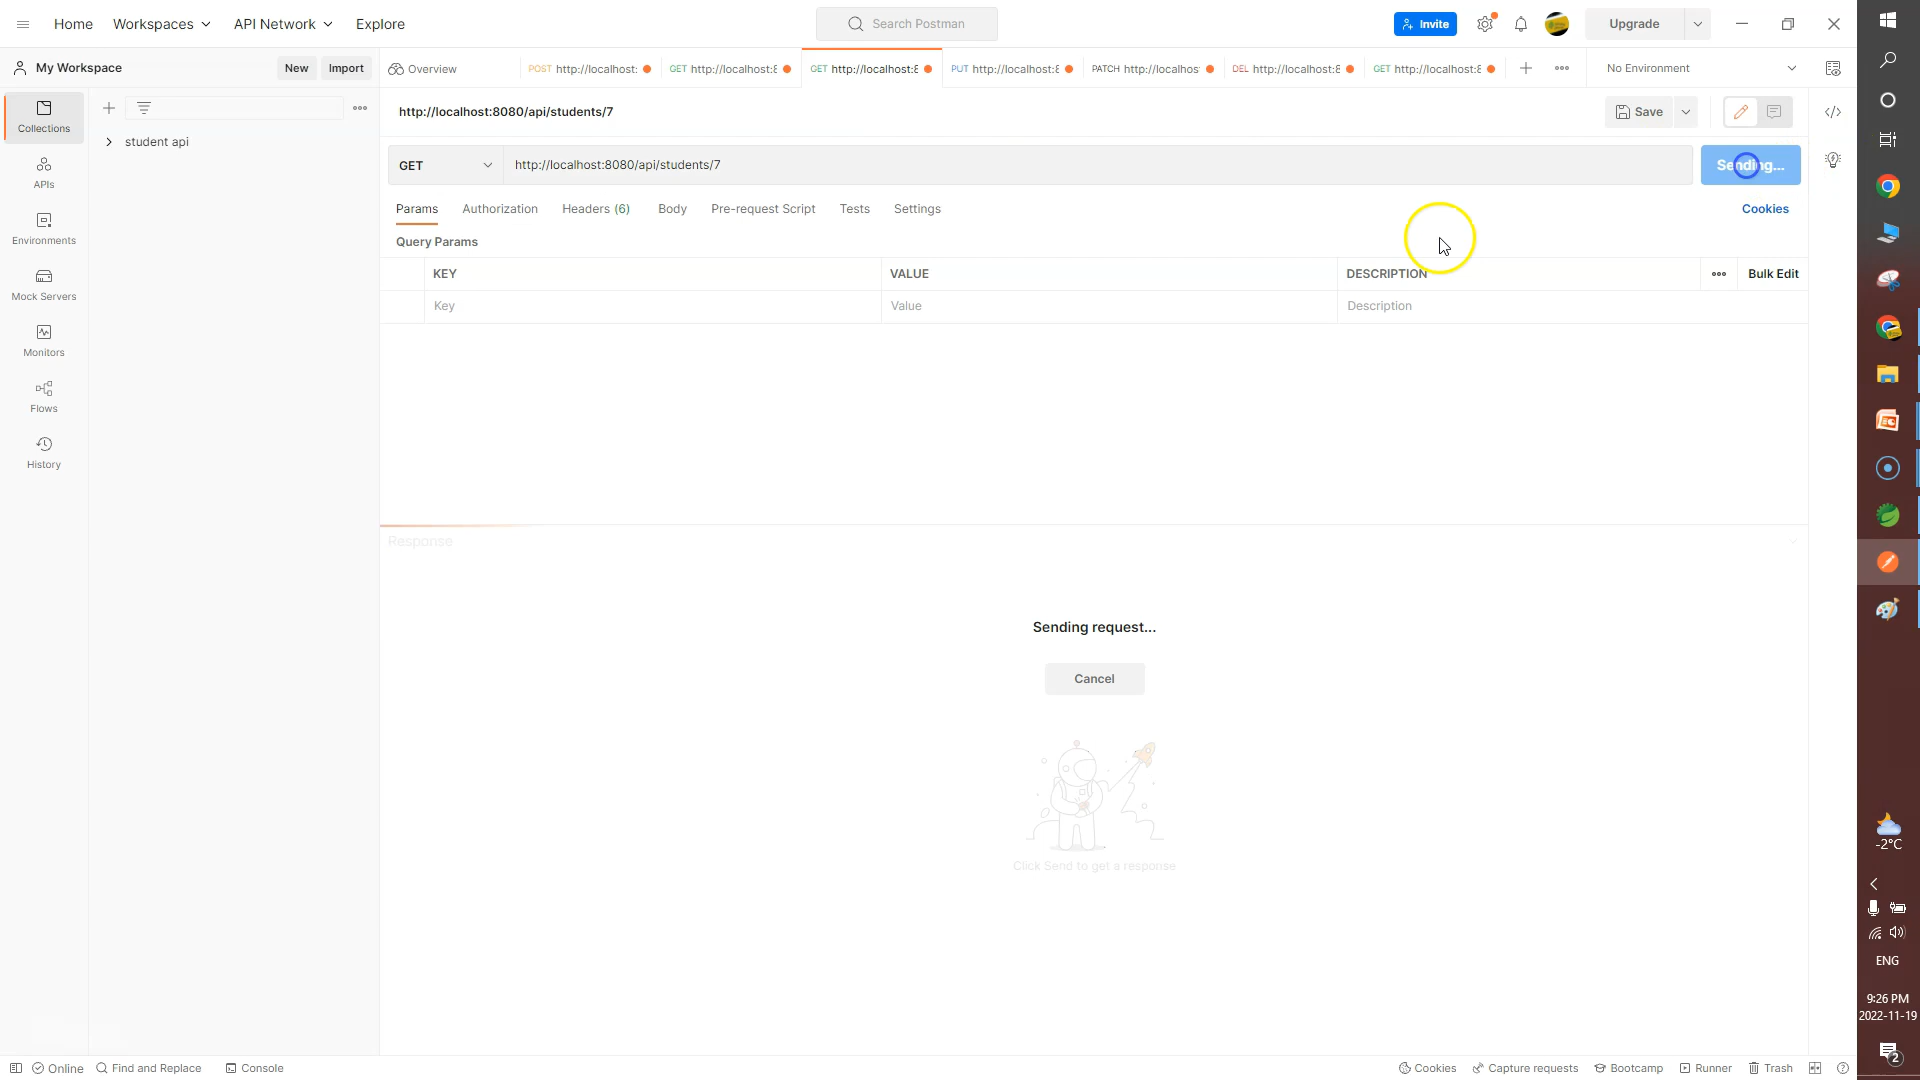 Home Workspaces API Network Explore Search Postman Invite Upgrade
My Workspace New Import Overview POST http://localhost: GET http://localhost:8 GET http://localhost:8 PUT http://localhost:8 PATCH http://localhos DEL http://localhost:8 GET http://localhost:8 No Environment
Collections
student api
http://localhost:8080/api/students/7 Save
GET http://localhost:8080/api/students/7 Sending...
APIs
Params Authorization Headers (6) Body Pre-request Script Tests Settings Cookies
Environments
Query Params
KEY VALUE DESCRIPTION Bulk Edit
Mock Servers
Key Value Description
Monitors
Flows
History
Response
Sending request...
Cancel
Click Send to get a response
-2°C
ENG
9:26 PM
2022-11-19
2
Online Find and Replace Console Cookies Capture requests Bootcamp Runner Trash